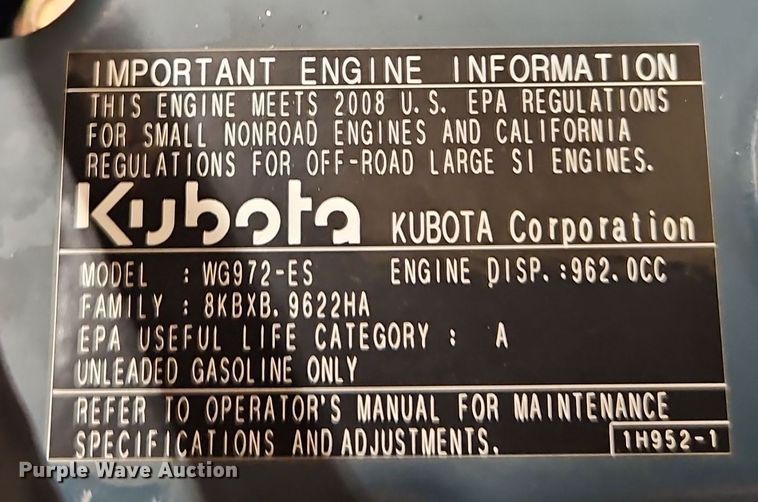 IMPORTANT ENGINE INFORMATION
THIS ENGINE MEETS 2008 U.S. EPA REGULATIONS
FOR SMALL NONROAD ENGINES AND CALIFORNIA
REGULATIONS FOR OFF-ROAD LARGE SI ENGINES.
Kubota KUBOTA Corporation
MODEL : WG972-ES ENGINE DISP.:962.0CC
FAMILY : 8KBXB.9622HA
EPA USEFUL LIFE CATEGORY : A
UNLEADED GASOLINE ONLY
REFER TO OPERATOR'S MANUAL FOR MAINTENANCE
SPECIFICATIONS AND ADJUSTMENTS. 1H952-1
Purple Wave Auction